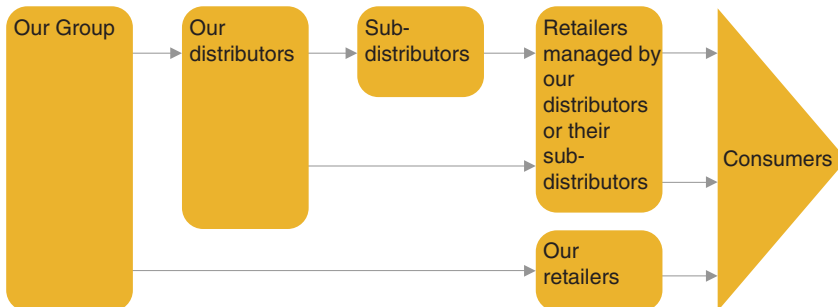 Our Group
Our
distributors
Sub-
distributors
Retailers
managed by
our
distributors
or their
sub-
distributors
Consumers
Our
retailers